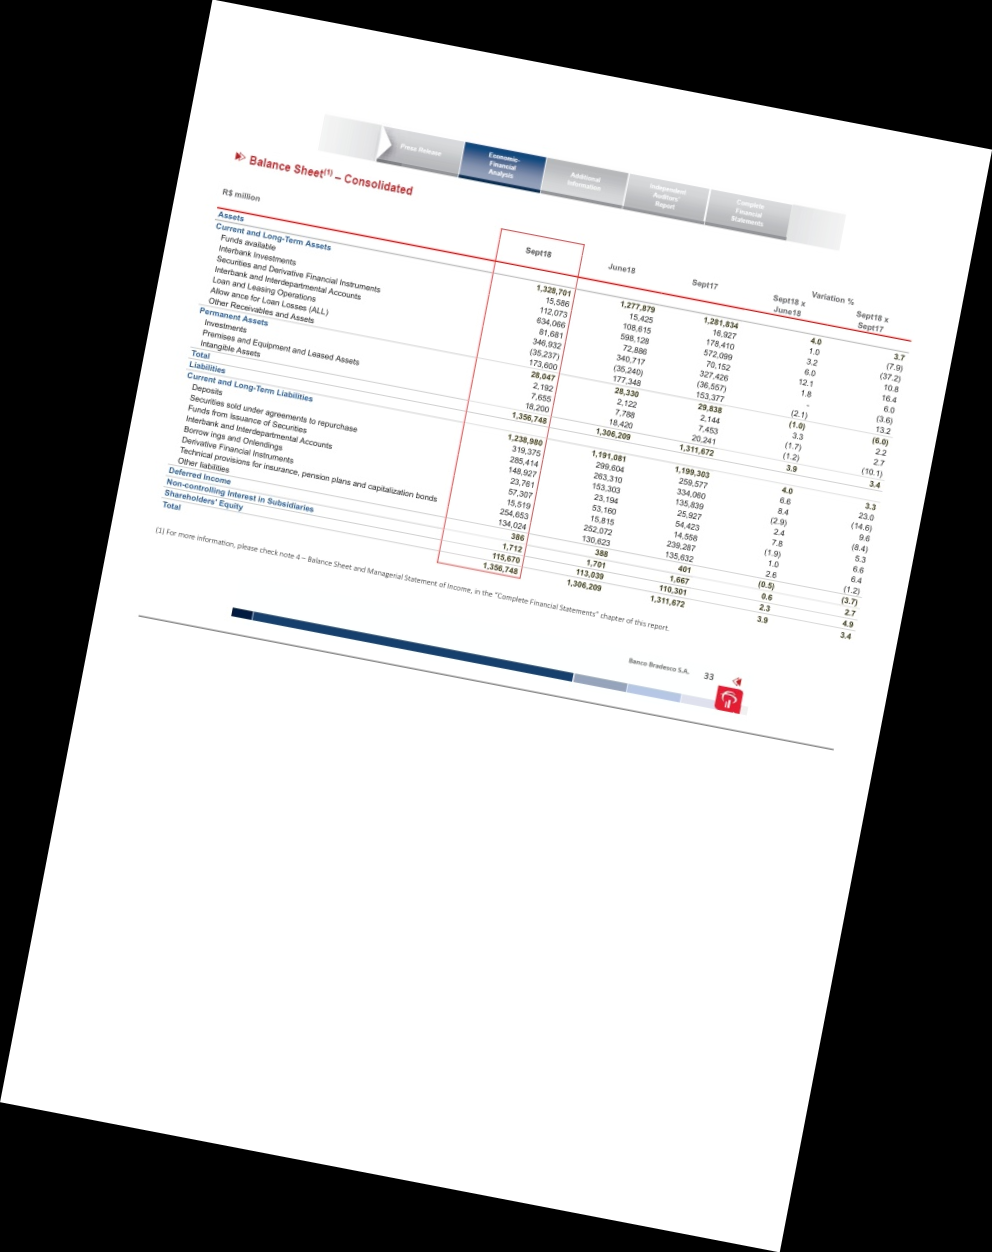 Press Release
Economic-
Financial
Analysis
Additional
Information
Independent
Auditors'
Report
Complete
Financial
Statements
Balance Sheet(1) – Consolidated
R$ million
Sept18 June18 Sept17 Variation %
Sept18 x June18 Sept18 x Sept17
Assets
Current and Long-Term Assets 1,328,701 1,277,879 1,281,834 4.0 3.7
Funds available 15,586 15,425 16,927 1.0 (7.9)
Interbank Investments 112,073 108,615 178,410 3.2 (37.2)
Securities and Derivative Financial Instruments 634,066 598,128 572,099 6.0 10.8
Interbank and Interdepartmental Accounts 81,681 72,886 70,152 12.1 16.4
Loan and Leasing Operations 346,932 340,717 327,426 1.8 6.0
Allow ance for Loan Losses (ALL) (35,237) (35,240) (36,557) - (3.6)
Other Receivables and Assets 173,600 177,348 153,377 (2.1) 13.2
Permanent Assets 28,047 28,330 29,838 (1.0) (6.0)
Investments 2,192 2,122 2,144 3.3 2.2
Premises and Equipment and Leased Assets 7,655 7,788 7,453 (1.7) 2.7
Intangible Assets 18,200 18,420 20,241 (1.2) (10.1)
Total 1,356,748 1,306,209 1,311,672 3.9 3.4
Liabilities
Current and Long-Term Liabilities 1,238,980 1,191,081 1,199,303 4.0 3.3
Deposits 319,375 299,604 259,577 6.6 23.0
Securities sold under agreements to repurchase 285,414 263,310 334,060 8.4 (14.6)
Funds from Issuance of Securities 148,927 153,303 135,839 (2.9) 9.6
Interbank and Interdepartmental Accounts 23,761 23,194 25,927 2.4 (8.4)
Borrow ings and Onlendings 57,307 53,160 54,423 7.8 5.3
Derivative Financial Instruments 15,519 15,815 14,558 (1.9) 6.6
Technical provisions for insurance, pension plans and capitalization bonds 254,653 252,072 239,287 1.0 6.4
Other liabilities 134,024 130,623 135,632 2.6 (1.2)
Deferred Income 386 388 401 (0.5) (3.7)
Non-controlling Interest in Subsidiaries 1,712 1,701 1,667 0.6 2.7
Shareholders' Equity 115,670 113,039 110,301 2.3 4.9
Total 1,356,748 1,306,209 1,311,672 3.9 3.4
(1) For more information, please check note 4 – Balance Sheet and Managerial Statement of Income, in the "Complete Financial Statements" chapter of this report.
Banco Bradesco S.A. 33